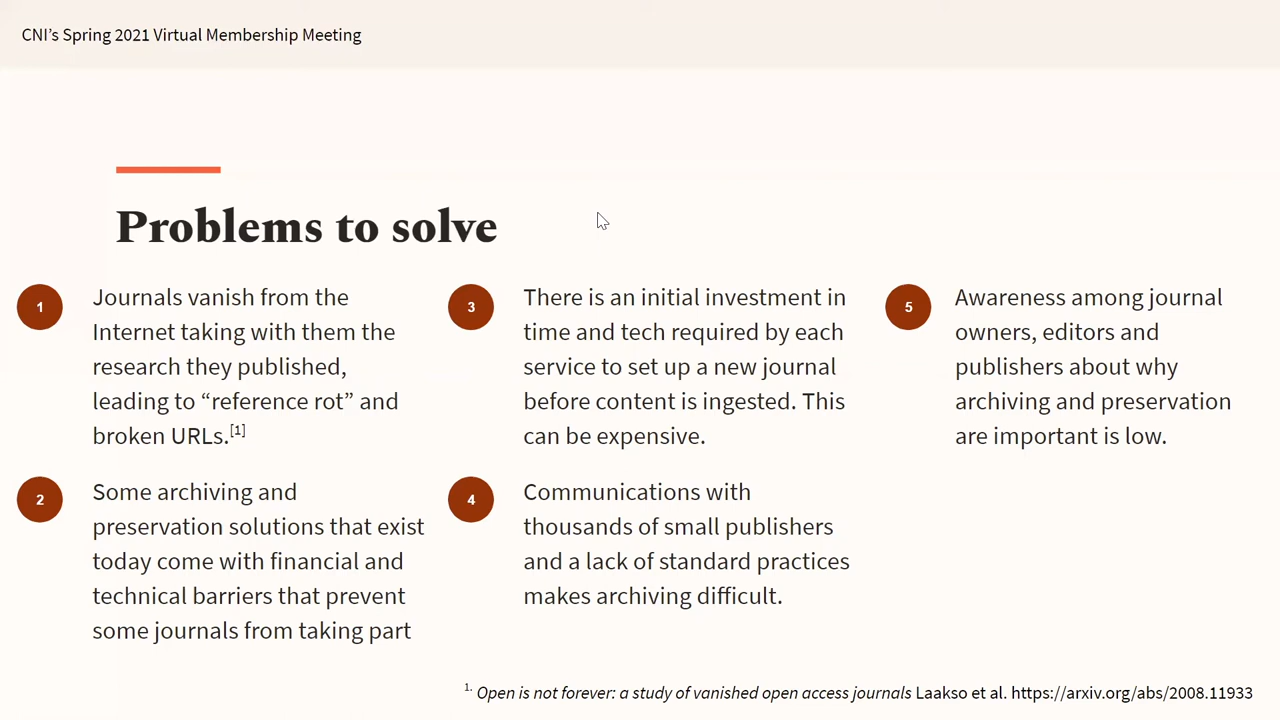 CNI’s Spring 2021 Virtual Membership Meeting
Problems to solve
1
Journals vanish from the
Internet taking with them the
research they published,
leading to “reference rot” and
broken URLs.[1]
2
Some archiving and
preservation solutions that exist
today come with financial and
technical barriers that prevent
some journals from taking part
3
There is an initial investment in
time and tech required by each
service to set up a new journal
before content is ingested. This
can be expensive.
4
Communications with
thousands of small publishers
and a lack of standard practices
makes archiving difficult.
5
Awareness among journal
owners, editors and
publishers about why
archiving and preservation
are important is low.
1. Open is not forever: a study of vanished open access journals Laakso et al. https://arxiv.org/abs/2008.11933